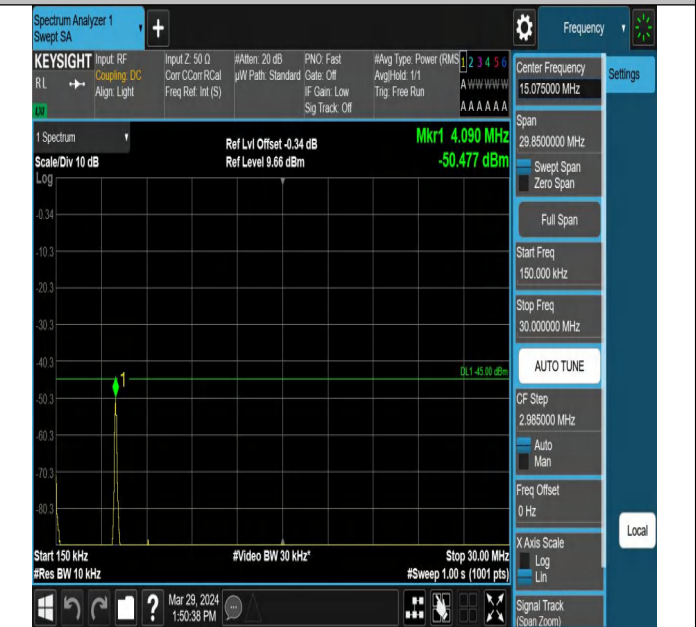 Spectrum Analyzer 1
Swept SA
+
Frequency
KEYSIGHT
RL
LXI
Input: RF
Coupling: DC
Align: Light
Input Z: 50 Ω
Corr CCorr RCal
Freq Ref: Int (S)
#Atten: 20 dB
µW Path: Standard
PNO: Fast
Gate: Off
IF Gain: Low
Sig Track: Off
#Avg Type: Power (RMS
Avg|Hold: 1/1
Trig: Free Run
1 2 3 4 5 6
A W W W W W
A A A A A A
1 Spectrum
Scale/Div 10 dB
Log
Ref Lvl Offset -0.34 dB
Ref Level 9.66 dBm
Mkr1 4.090 MHz
-50.477 dBm
-0.34
-10.3
-20.3
-30.3
-40.3
-50.3
-60.3
-70.3
-80.3
1
DL1 -45.00 dBm
Start 150 kHz
#Res BW 10 kHz
#Video BW 30 kHz*
Stop 30.00 MHz
#Sweep 1.00 s (1001 pts)
?
Mar 29, 2024
1:50:38 PM
Center Frequency
15.075000 MHz
Settings
Span
29.8500000 MHz
Swept Span
Zero Span
Full Span
Start Freq
150.000 kHz
Stop Freq
30.000000 MHz
AUTO TUNE
CF Step
2.985000 MHz
Auto
Man
Freq Offset
0 Hz
Local
X Axis Scale
Log
Lin
Signal Track
(Span Zoom)